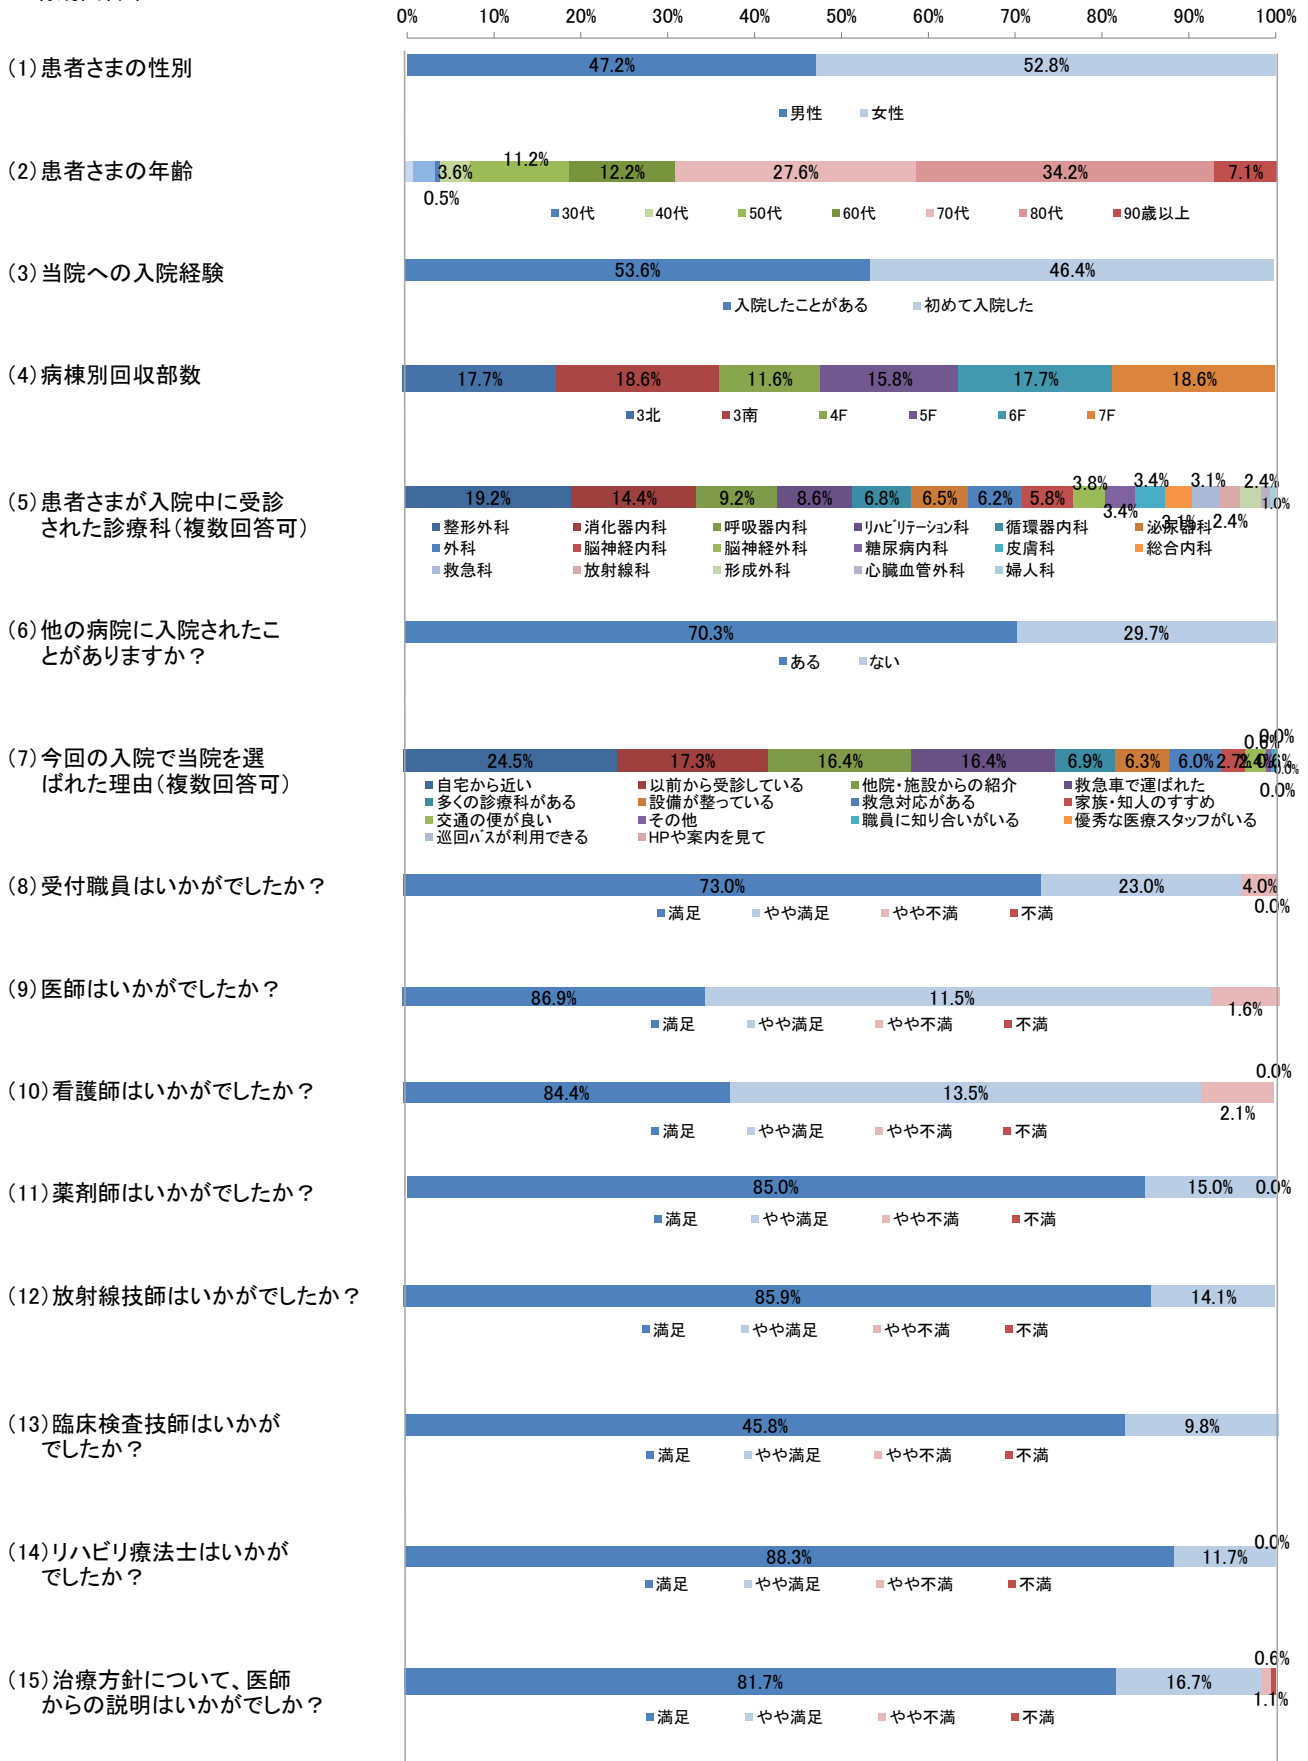 0% 10% 20% 30% 40% 50% 60% 70% 80% 90% 100%
(1)患者さまの性別
47.2% 52.8%
■男性 ■女性
(2)患者さまの年齢
3.6% 11.2% 12.2% 27.6% 34.2% 7.1%
0.5%
■30代 ■40代 ■50代 ■60代 ■70代 ■80代 ■90歳以上
(3)当院への入院経験
53.6% 46.4%
■入院したことがある ■初めて入院した
(4)病棟別回収部数
17.7% 18.6% 11.6% 15.8% 17.7% 18.6%
■3北 ■3南 ■4F ■5F ■6F ■7F
(5)患者さまが入院中に受診
された診療科(複数回答可)
19.2% 14.4% 9.2% 8.6% 6.8% 6.5% 6.2% 5.8% 3.8% 3.4% 3.4% 3.1% 3.1% 2.4% 2.4% 1.0%
■整形外科 ■消化器内科 ■呼吸器内科 ■リハビリテーション科 ■循環器内科 ■泌尿器科
■外科 ■脳神経内科 ■脳神経外科 ■糖尿病内科 ■皮膚科 ■総合内科
■救急科 ■放射線科 ■形成外科 ■心臓血管外科 ■婦人科
(6)他の病院に入院されたこ
とがありますか?
70.3% 29.7%
■ある ■ない
(7)今回の入院で当院を選
ばれた理由(複数回答可)
24.5% 17.3% 16.4% 16.4% 6.9% 6.3% 6.0% 2.7% 2.4% 0.6% 0.6% 0.0% 0.0% 0.0%
■自宅から近い ■以前から受診している ■他院・施設からの紹介 ■救急車で運ばれた
■多くの診療科がある ■設備が整っている ■救急対応がある ■家族・知人のすすめ
■交通の便が良い ■その他 ■職員に知り合いがいる ■優秀な医療スタッフがいる
■巡回バスが利用できる ■HPや案内を見て
(8)受付職員はいかがでしたか?
73.0% 23.0% 4.0%
0.0%
■満足 ■やや満足 ■やや不満 ■不満
(9)医師はいかがでしたか?
86.9% 11.5% 1.6%
■満足 ■やや満足 ■やや不満 ■不満
(10)看護師はいかがでしたか?
0.0%
84.4% 13.5% 2.1%
■満足 ■やや満足 ■やや不満 ■不満
(11)薬剤師はいかがでしたか?
85.0% 15.0% 0.0%
■満足 ■やや満足 ■やや不満 ■不満
(12)放射線技師はいかがでしたか?
85.9% 14.1%
■満足 ■やや満足 ■やや不満 ■不満
(13)臨床検査技師はいかが
でしたか?
45.8% 9.8%
■満足 ■やや満足 ■やや不満 ■不満
(14)リハビリ療法士はいかが
でしたか?
0.0%
88.3% 11.7%
■満足 ■やや満足 ■やや不満 ■不満
(15)治療方針について、医師
からの説明はいかがでしか?
0.6%
81.7% 16.7% 1.1%
■満足 ■やや満足 ■やや不満 ■不満